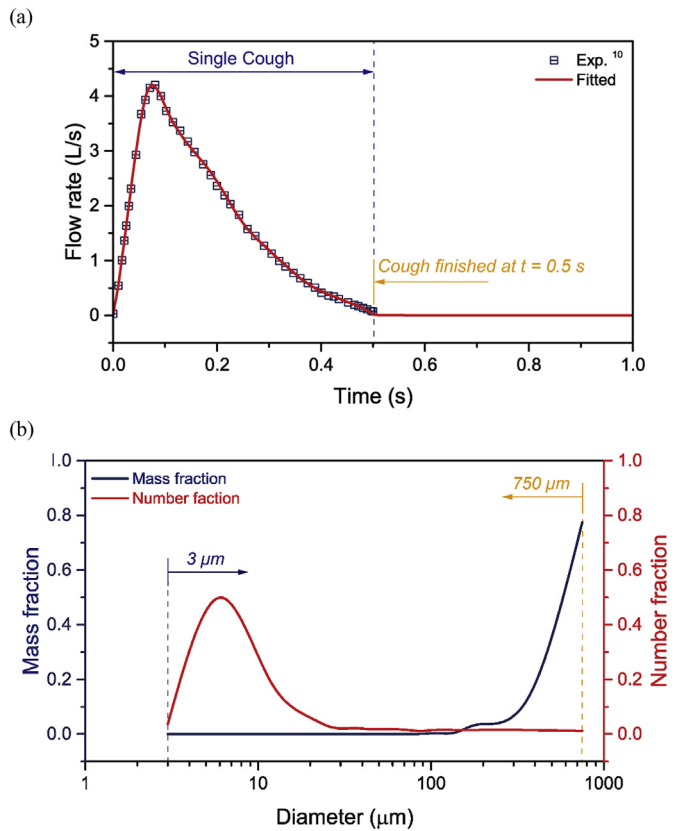 (a)
5
4
3
2
1
0
Flow rate (L/s)
Single Cough
Exp. 10
Fitted
Cough finished at t = 0.5 s
0.0 0.2 0.4 0.6 0.8 1.0
Time (s)
(b)
Mass fraction
Number faction
3 µm
750 µm
I.0
0.8
0.6
0.4
0.2
0.0
Mass fraction
1.0
0.8
0.6
0.4
0.2
0.0
Number fraction
1 10 100 1000
Diameter (µm)